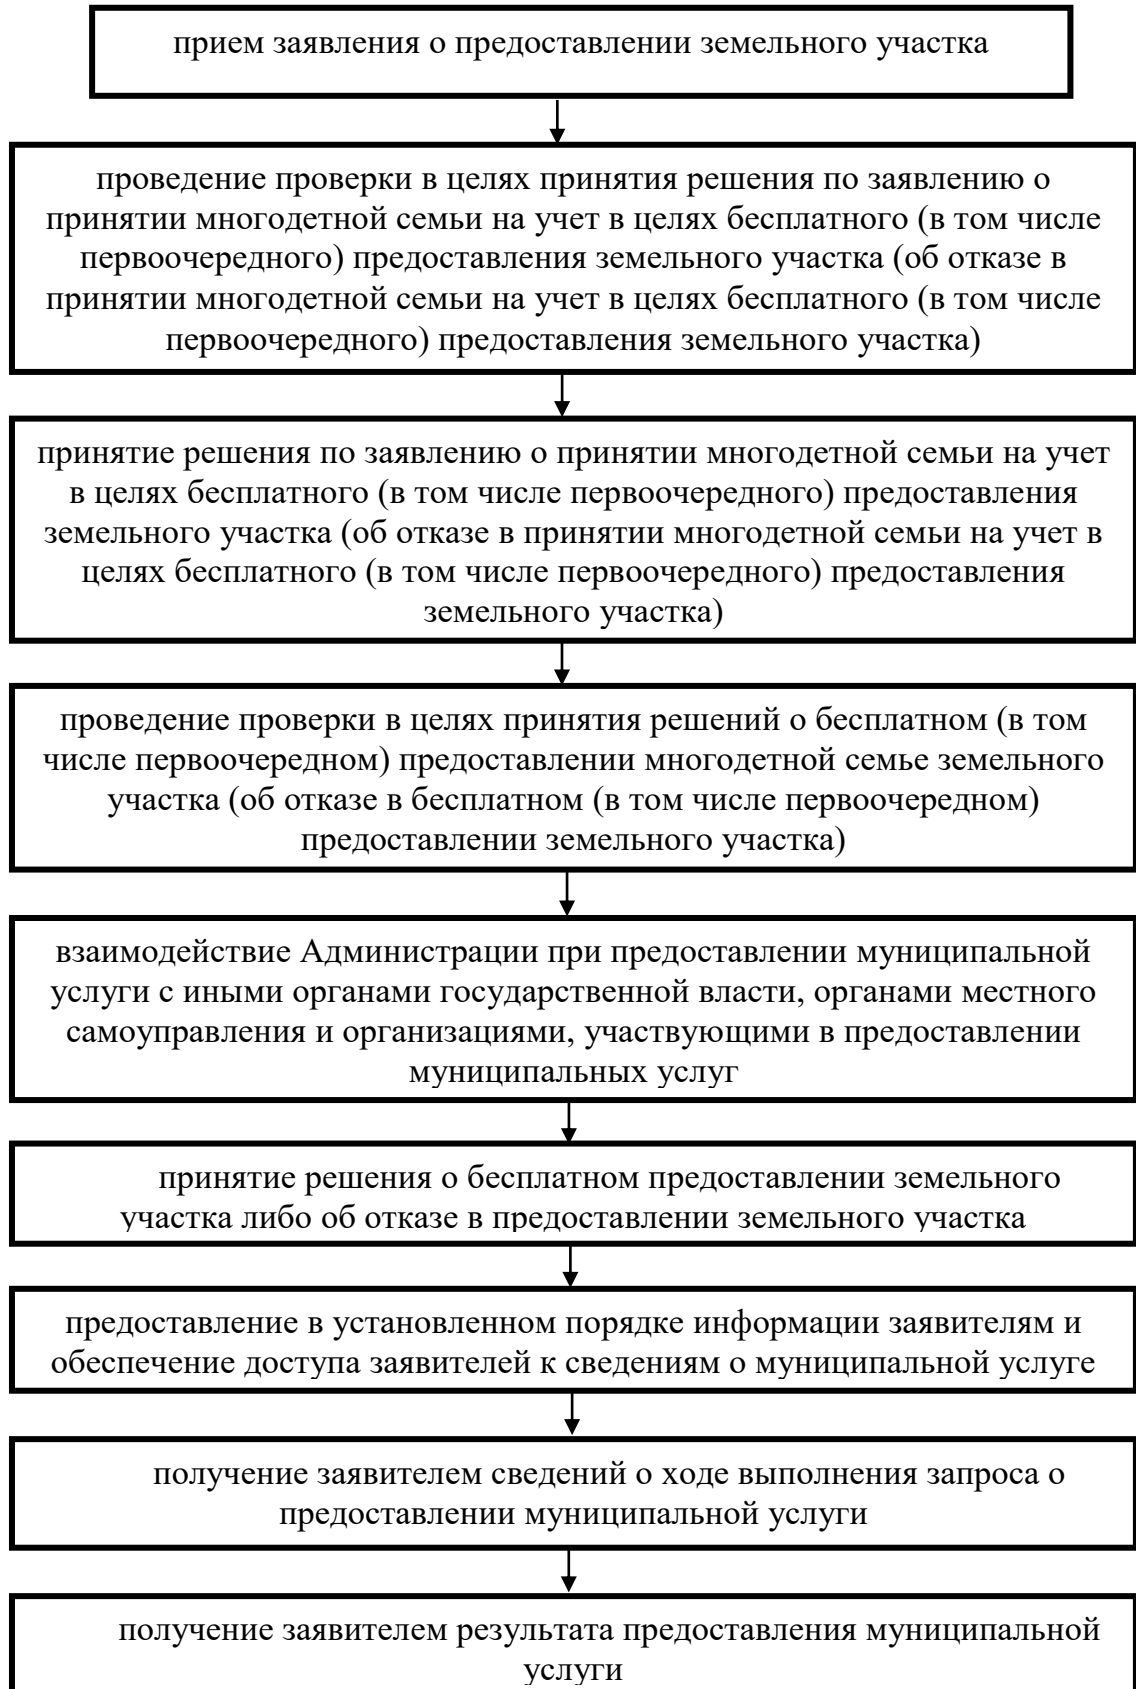 прием заявления о предоставлении земельного участка
проведение проверки в целях принятия решения по заявлению о
принятии многодетной семьи на учет в целях бесплатного (в том числе
первоочередного) предоставления земельного участка (об отказе в
принятии многодетной семьи на учет в целях бесплатного (в том числе
первоочередного) предоставления земельного участка)
принятие решения по заявлению о принятии многодетной семьи на учет
в целях бесплатного (в том числе первоочередного) предоставления
земельного участка (об отказе в принятии многодетной семьи на учет в
целях бесплатного (в том числе первоочередного) предоставления
земельного участка)
проведение проверки в целях принятия решений о бесплатном (в том
числе первоочередном) предоставлении многодетной семье земельного
участка (об отказе в бесплатном (в том числе первоочередном)
предоставлении земельного участка)
взаимодействие Администрации при предоставлении муниципальной
услуги с иными органами государственной власти, органами местного
самоуправления и организациями, участвующими в предоставлении
муниципальных услуг
принятие решения о бесплатном предоставлении земельного
участка либо об отказе в предоставлении земельного участка
предоставление в установленном порядке информации заявителям и
обеспечение доступа заявителей к сведениям о муниципальной услуге
получение заявителем сведений о ходе выполнения запроса о
предоставлении муниципальной услуги
получение заявителем результата предоставления муниципальной
услуги